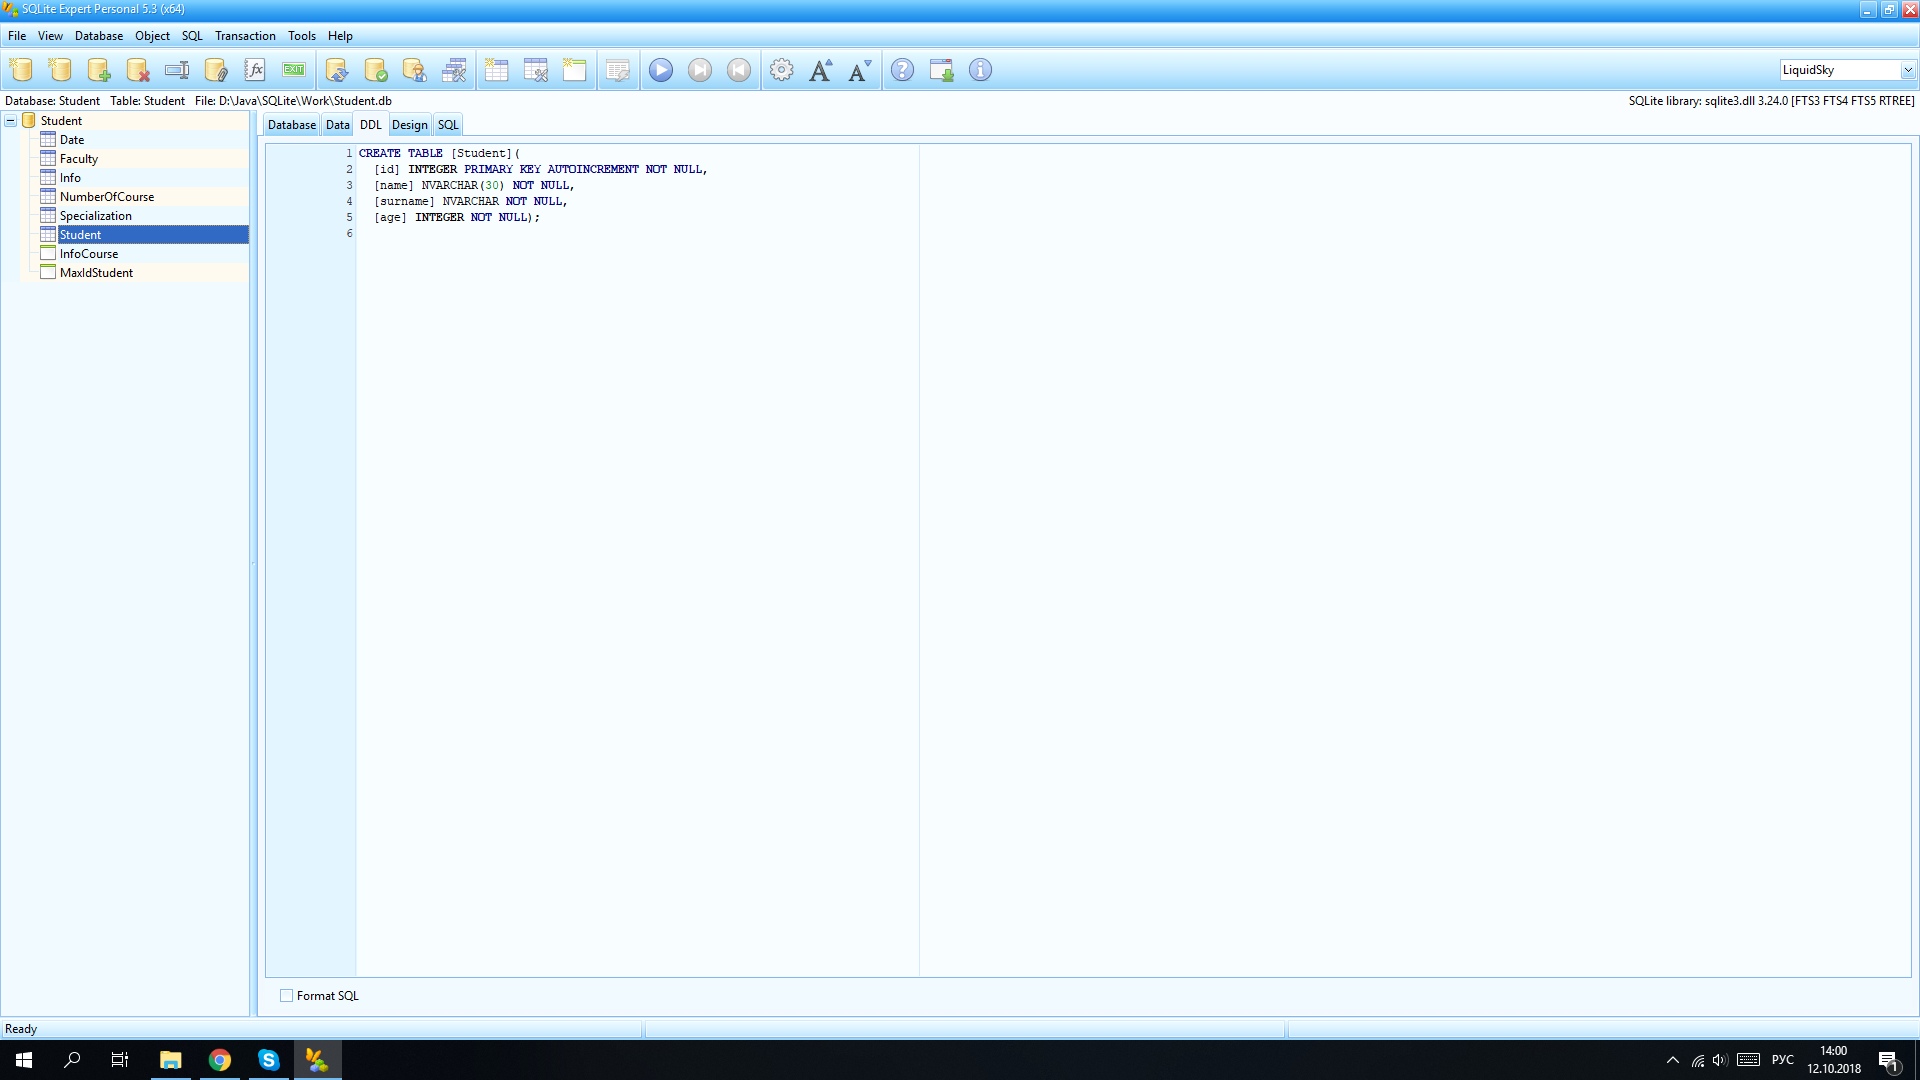 SQLite Expert Personal 5.3 (x64)
File View Database Object SQL Transaction Tools Help
LiquidSky
Database: Student Table: Student File: D:\Java\SQLite\Work\Student.db
SQLite library: sqlite3.dll 3.24.0 [FTS3 FTS4 FTS5 RTREE]
Student
Date
Faculty
Info
NumberOfCourse
Specialization
Student
InfoCourse
MaxIdStudent
Database Data DDL Design SQL
1 CREATE TABLE [Student](
2 [id] INTEGER PRIMARY KEY AUTOINCREMENT NOT NULL,
3 [name] NVARCHAR(30) NOT NULL,
4 [surname] NVARCHAR NOT NULL,
5 [age] INTEGER NOT NULL);
6
Format SQL
Ready
РУС
14:00
12.10.2018
1